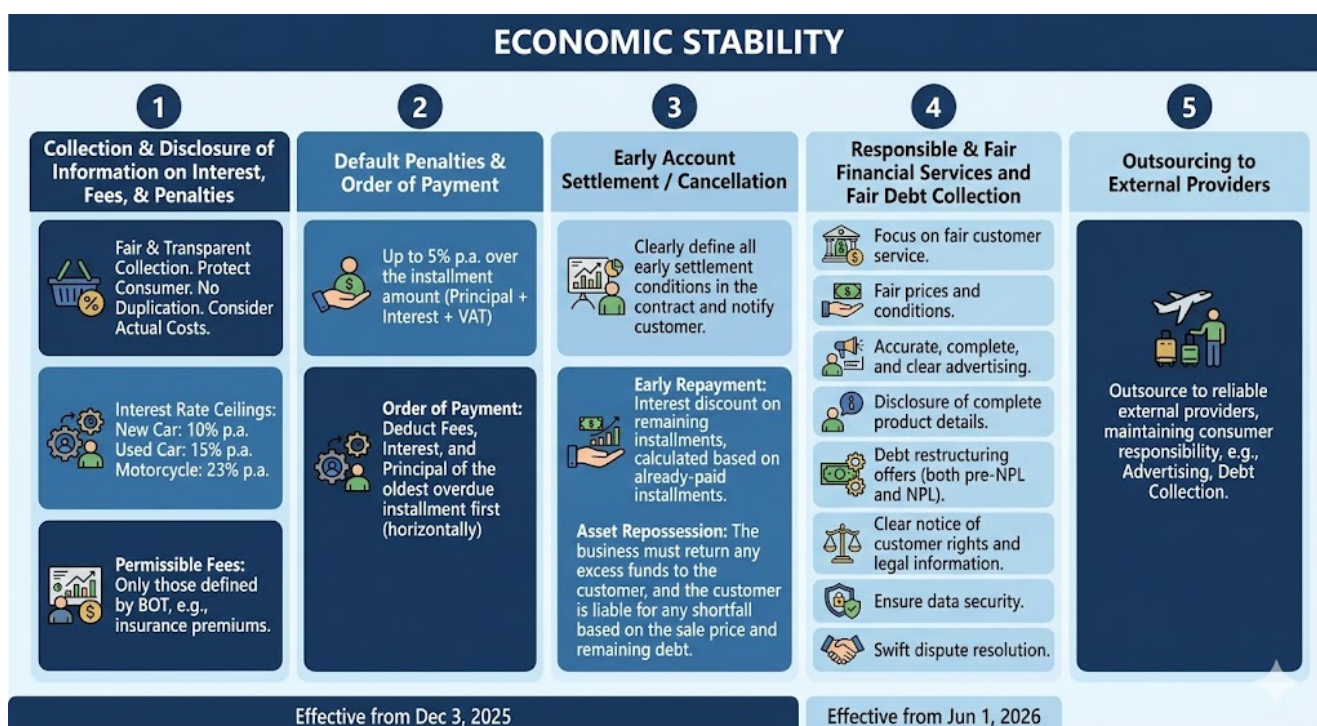 ECONOMIC STABILITY
1
Collection & Disclosure of
Information on Interest,
Fees, & Penalties
Fair & Transparent
Collection. Protect
Consumer. No
Duplication. Consider
Actual Costs.
Interest Rate Ceilings:
New Car: 10% p.a.
Used Car: 15% p.a.
Motorcycle: 23% p.a.
Permissible Fees:
Only those defined
by BOT, e.g.,
insurance premiums.
2
Default Penalties &
Order of Payment
Up to 5% p.a. over
the installment
amount (Principal +
Interest + VAT)
Order of Payment:
Deduct Fees,
Interest, and
Principal of the
oldest overdue
installment first
(horizontally)
3
Early Account
Settlement / Cancellation
Clearly define all
early settlement
conditions in the
contract and notify
customer.
Early Repayment:
Interest discount on
remaining
installments,
calculated based on
already-paid
installments.
Asset Repossession: The
business must return any
excess funds to the
customer, and the customer
is liable for any shortfall
based on the sale price and
remaining debt.
4
Responsible & Fair
Financial Services and
Fair Debt Collection
Focus on fair customer
service.
Fair prices and
conditions.
Accurate, complete,
and clear advertising.
Disclosure of complete
product details.
Debt restructuring
offers (both pre-NPL
and NPL).
Clear notice of
customer rights and
legal information.
Ensure data security.
Swift dispute resolution.
5
Outsourcing to
External Providers
Outsource to reliable
external providers,
maintaining consumer
responsibility, e.g.,
Advertising, Debt
Collection.
Effective from Dec 3, 2025
Effective from Jun 1, 2026